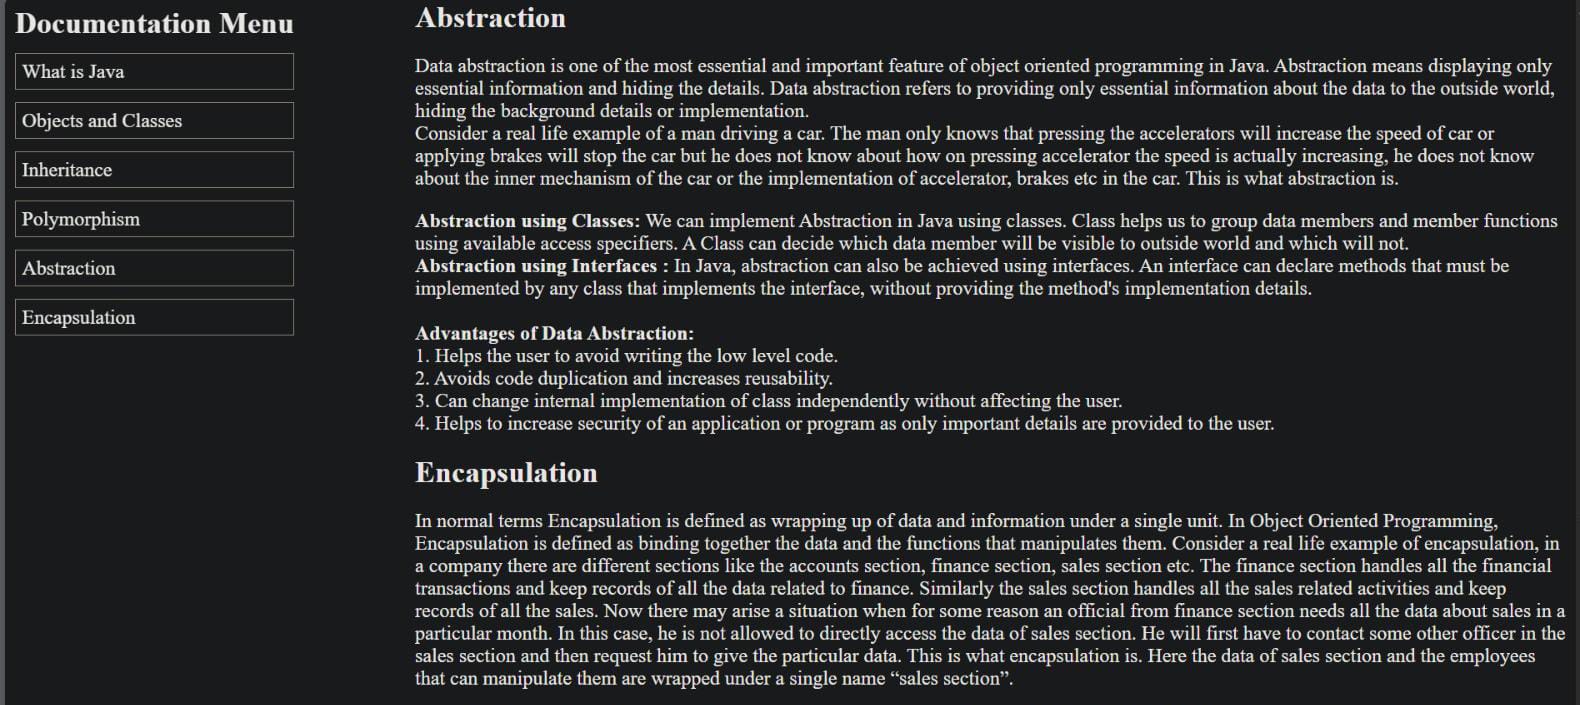 Documentation Menu
What is Java
Objects and Classes
Inheritance
Polymorphism
Abstraction
Encapsulation
Abstraction
Data abstraction is one of the most essential and important feature of object oriented programming in Java. Abstraction means displaying only
essential information and hiding the details. Data abstraction refers to providing only essential information about the data to the outside world,
hiding the background details or implementation.
Consider a real life example of a man driving a car. The man only knows that pressing the accelerators will increase the speed of car or
applying brakes will stop the car but he does not know about how on pressing accelerator the speed is actually increasing, he does not know
about the inner mechanism of the car or the implementation of accelerator, brakes etc in the car. This is what abstraction is.
Abstraction using Classes: We can implement Abstraction in Java using classes. Class helps us to group data members and member functions
using available access specifiers. A Class can decide which data member will be visible to outside world and which will not.
Abstraction using Interfaces : In Java, abstraction can also be achieved using interfaces. An interface can declare methods that must be
implemented by any class that implements the interface, without providing the method's implementation details.
Advantages of Data Abstraction:
1. Helps the user to avoid writing the low level code.
2. Avoids code duplication and increases reusability.
3. Can change internal implementation of class independently without affecting the user.
4. Helps to increase security of an application or program as only important details are provided to the user.
Encapsulation
In normal terms Encapsulation is defined as wrapping up of data and information under a single unit. In Object Oriented Programming,
Encapsulation is defined as binding together the data and the functions that manipulates them. Consider a real life example of encapsulation, in
a company there are different sections like the accounts section, finance section, sales section etc. The finance section handles all the financial
transactions and keep records of all the data related to finance. Similarly the sales section handles all the sales related activities and keep
records of all the sales. Now there may arise a situation when for some reason an official from finance section needs all the data about sales in a
particular month. In this case, he is not allowed to directly access the data of sales section. He will first have to contact some other officer in the
sales section and then request him to give the particular data. This is what encapsulation is. Here the data of sales section and the employees
that can manipulate them are wrapped under a single name “sales section”.